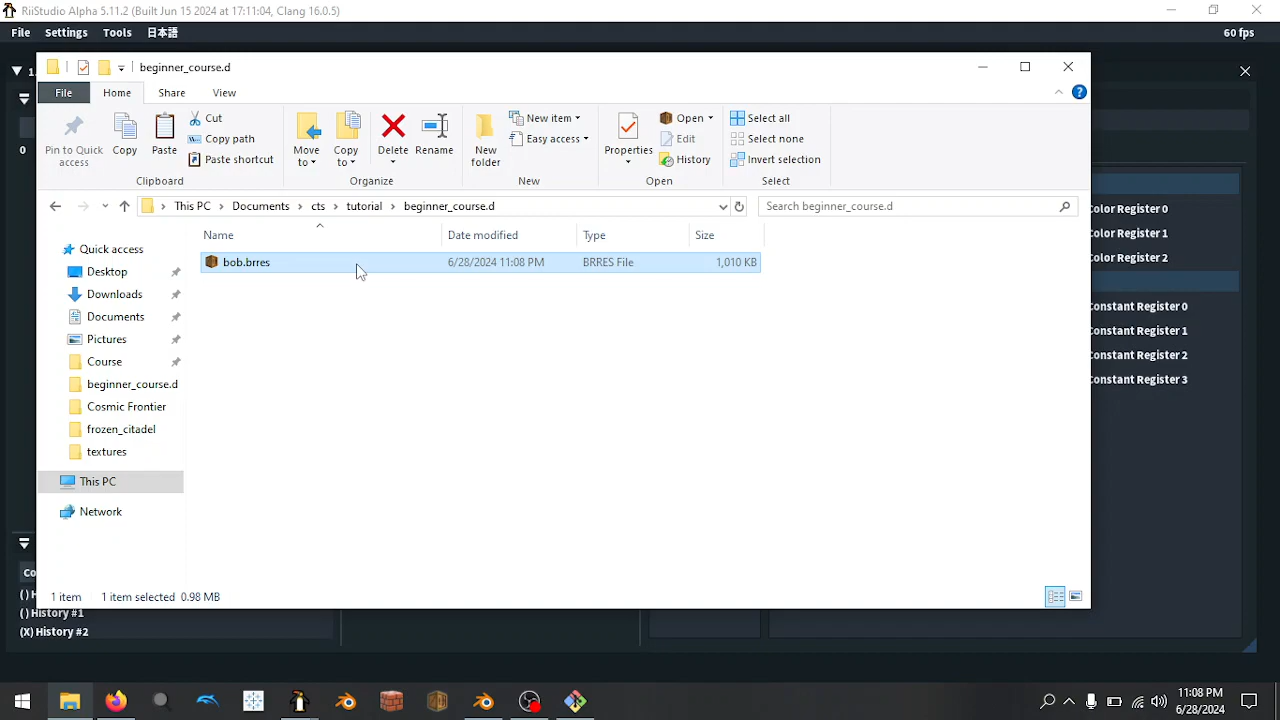 RiiStudio Alpha 5.11.2 (Built Jun 15 2024 at 17:11:04, Clang 16.0.5)
File Settings Tools 日本語 60 fps
beginner_course.d
File Home Share View
Pin to Quick access
Copy
Paste
Cut
Copy path
Paste shortcut
Clipboard
Move to
Copy to
Delete
Rename
Organize
New folder
New item
Easy access
New
Properties
Open
Edit
History
Open
Select all
Select none
Invert selection
Select
This PC Documents cts tutorial beginner_course.d
Search beginner_course.d
Name Date modified Type Size
bob.brres 6/28/2024 11:08 PM BRRES File 1,010 KB
Quick access
Desktop
Downloads
Documents
Pictures
Course
beginner_course.d
Cosmic Frontier
frozen_citadel
textures
This PC
Network
1 item 1 item selected 0.98 MB
1.
0
Co
( ) H
( ) History #1
(X) History #2
Color Register 0
Color Register 1
Color Register 2
Constant Register 0
Constant Register 1
Constant Register 2
Constant Register 3
11:08 PM
6/28/2024